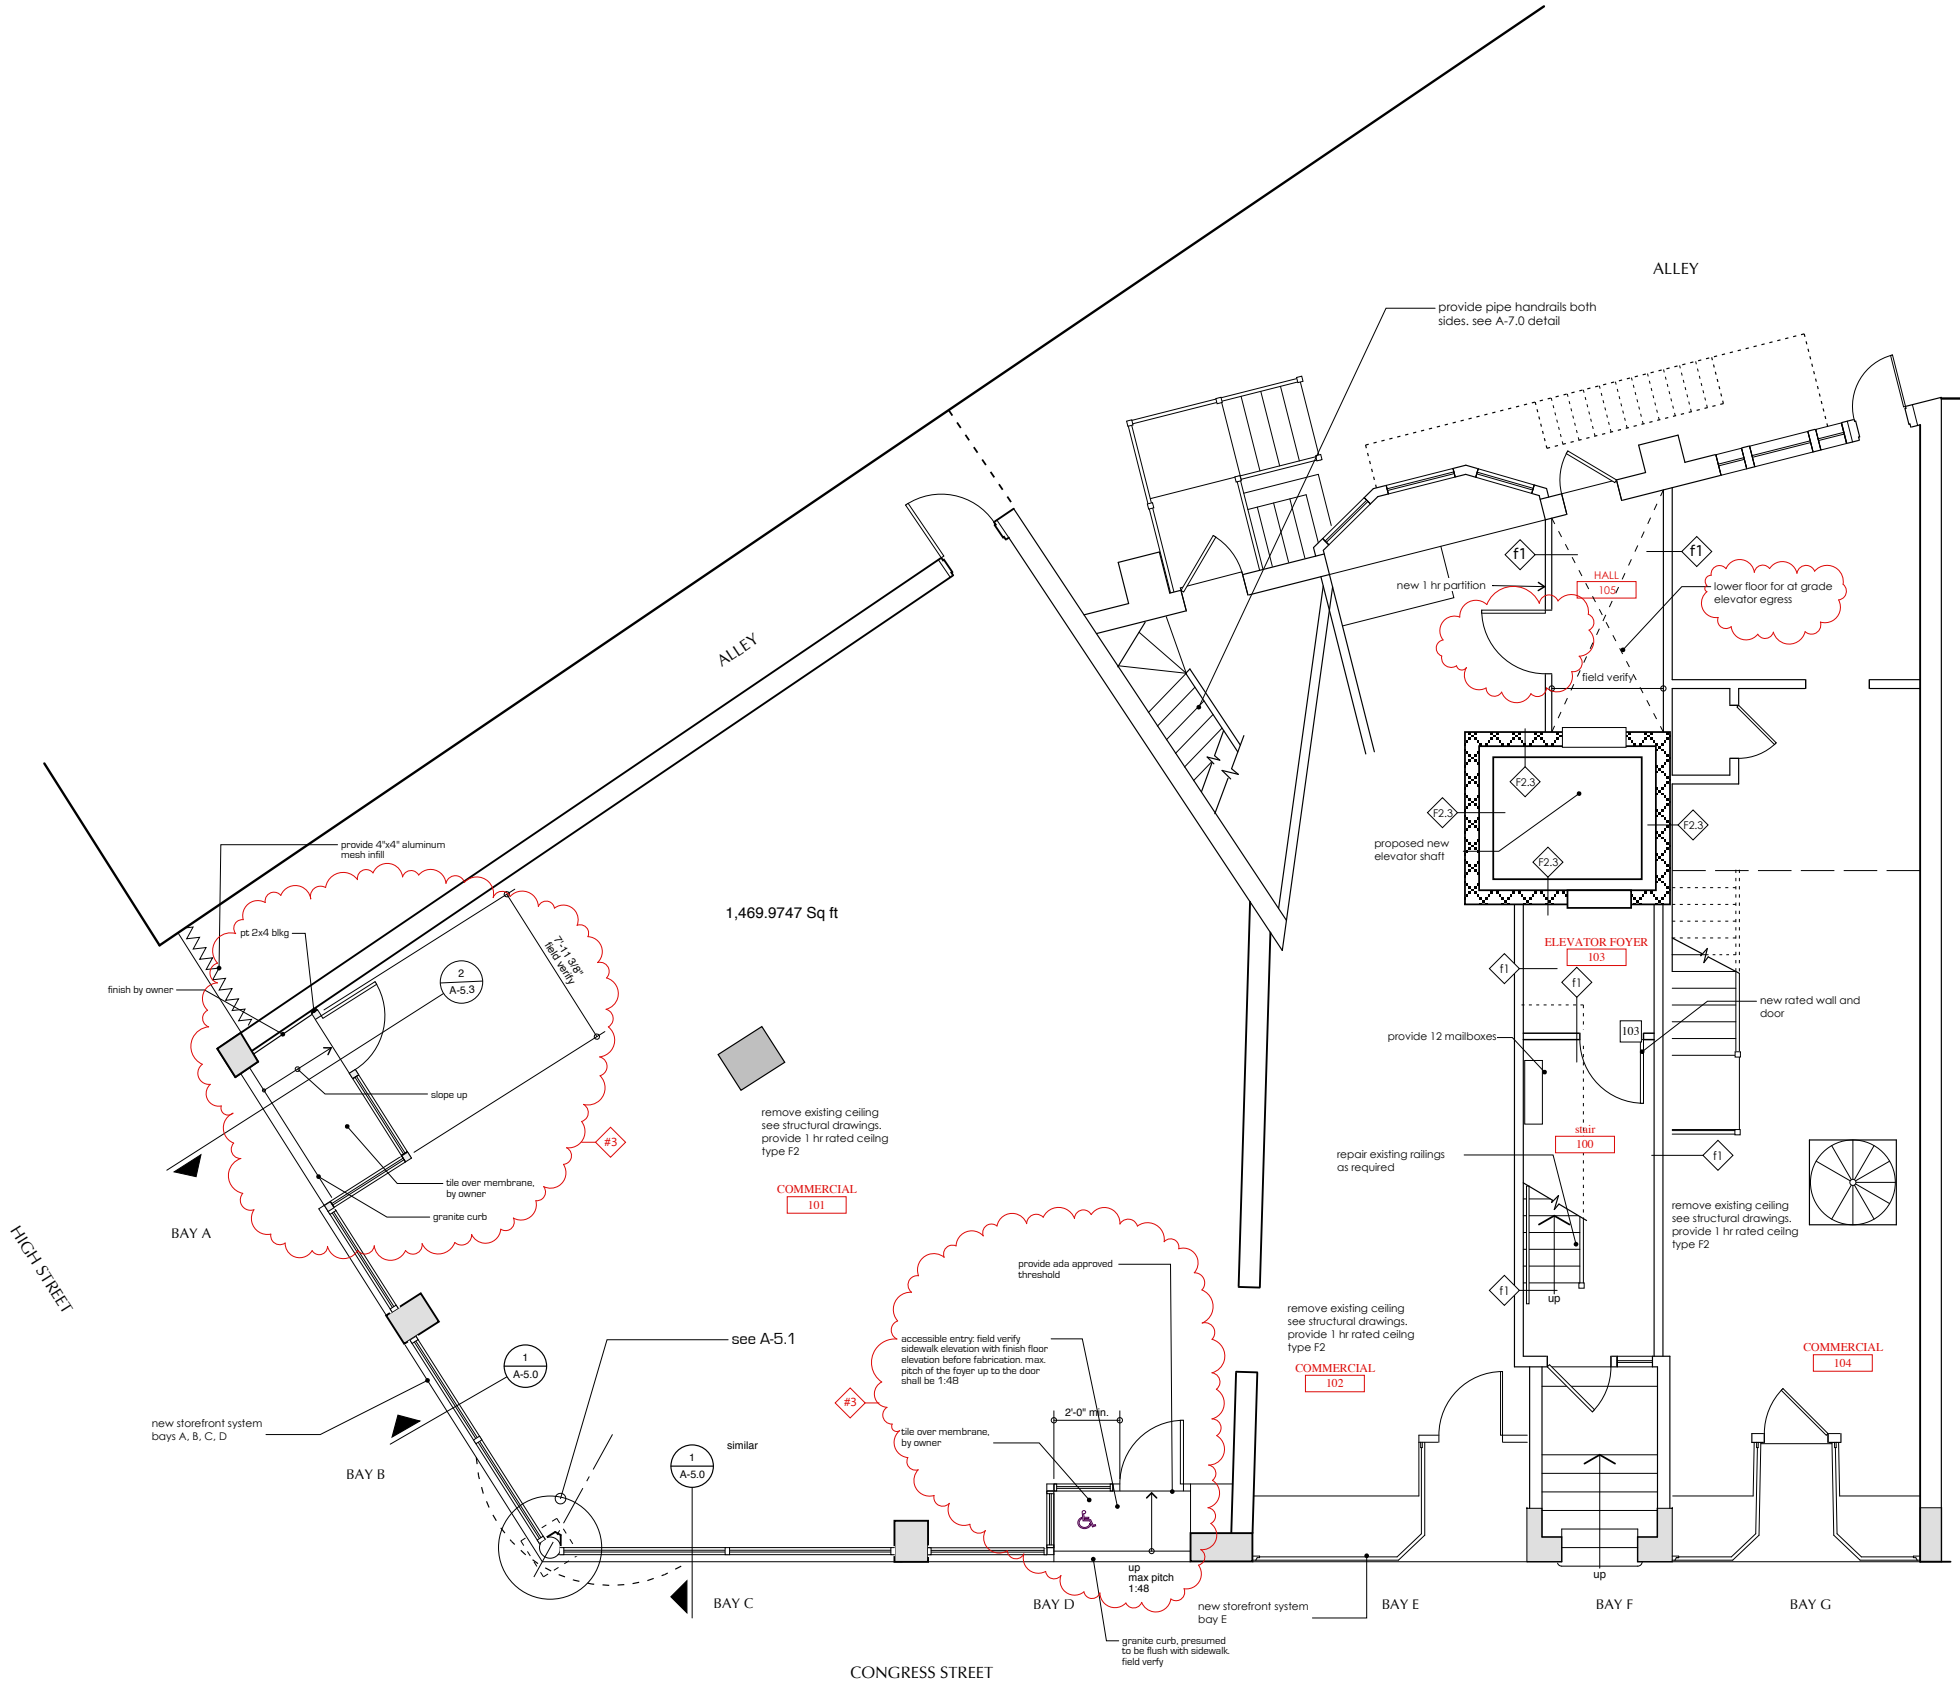 ALLEY
provide pipe handrails both
sides. see A-7.0 detail
f1
f1
new 1 hr partition
HALL
105
lower floor for at grade
elevator egress
ALLEY
field verify
F2.3
F2.3
F2.3
F2.3
proposed new
elevator shaft
provide 4"x4" aluminum
mesh infill
1,469.9747 Sq ft
pt 2x4 blkg
7'-11 3/8"
field verify
2
A-5.3
finish by owner
ELEVATOR FOYER
103
f1
f1
new rated wall and
door
103
provide 12 mailboxes
slope up
remove existing ceiling
see structural drawings.
provide 1 hr rated ceilng
type F2
#3
stair
100
repair existing railings
as required
f1
tile over membrane,
by owner
granite curb
COMMERCIAL
101
remove existing ceiling
see structural drawings.
provide 1 hr rated ceilng
type F2
BAY A
HIGH STREET
provide ada approved
threshold
f1
up
remove existing ceiling
see structural drawings.
provide 1 hr rated ceilng
type F2
see A-5.1
accessible entry: field verify
sidewalk elevation with finish floor
elevation before fabrication. max.
pitch of the foyer up to the door
shall be 1:48
COMMERCIAL
102
COMMERCIAL
104
1
A-5.0
#3
2'-0" min.
new storefront system
bays A, B, C, D
tile over membrane,
by owner
similar
1
A-5.0
BAY B
up
max pitch
1:48
up
BAY C
BAY D
new storefront system
bay E
BAY E
BAY F
BAY G
granite curb, presumed
to be flush with sidewalk.
field verfy
CONGRESS STREET